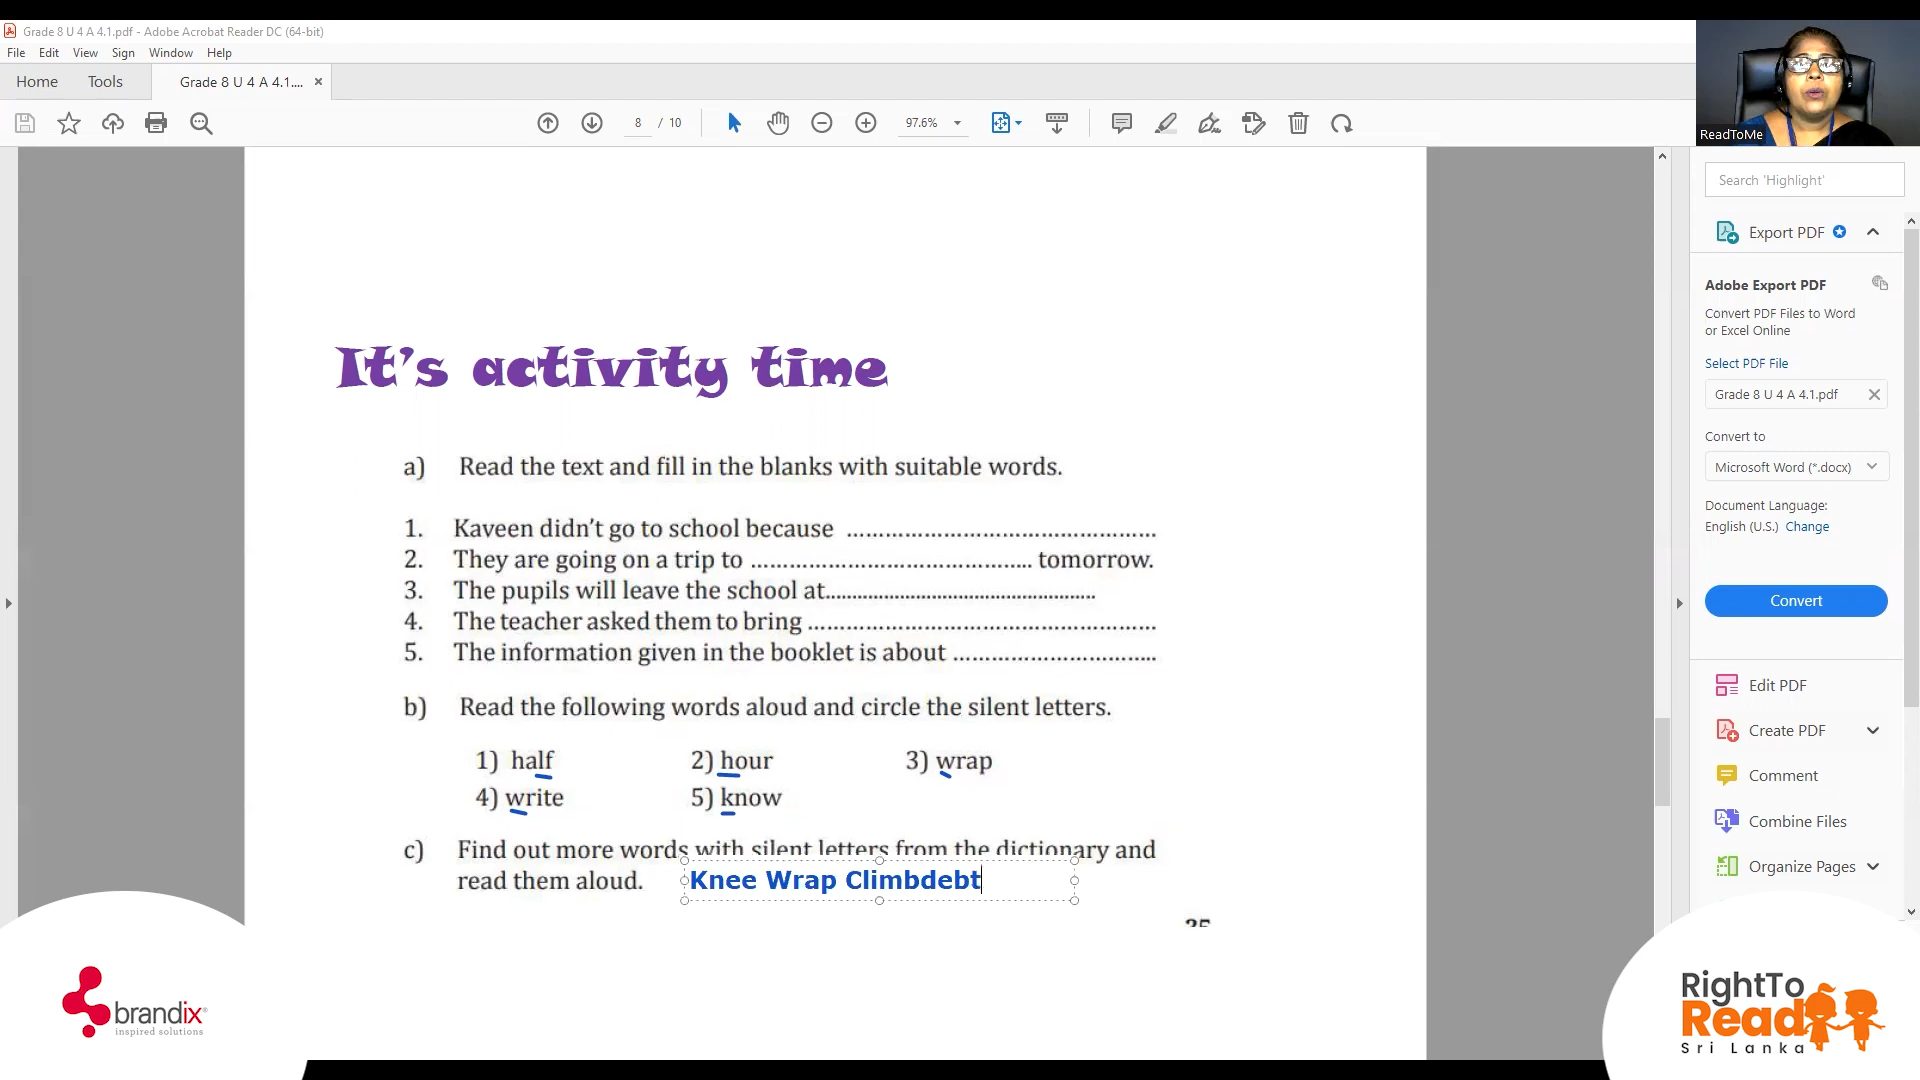 Grade 8 U 4 A 4.1.pdf - Adobe Acrobat Reader DC (64-bit)
File Edit View Sign Window Help
Home Tools Grade 8 U 4 A 4.1....
8 / 10 97.6%
ReadToMe
Search 'Highlight'
Export PDF
Adobe Export PDF
Convert PDF Files to Word
or Excel Online
Select PDF File
Grade 8 U 4 A 4.1.pdf
Convert to
Microsoft Word (*.docx)
Document Language:
English (U.S.) Change
Convert
Edit PDF
Create PDF
Comment
Combine Files
Organize Pages
It's activity time
a) Read the text and fill in the blanks with suitable words.
1. Kaveen didn't go to school because ................................................
2. They are going on a trip to ............................................ tomorrow.
3. The pupils will leave the school at....................................................
4. The teacher asked them to bring ......................................................
5. The information given in the booklet is about ................................
b) Read the following words aloud and circle the silent letters.
1) half 2) hour 3) wrap
4) write 5) know
c) Find out more words with silent letters from the dictionary and
read them aloud. Knee Wrap Climbdebt
brandix
inspired solutions
RightTo
Read
Sri Lanka